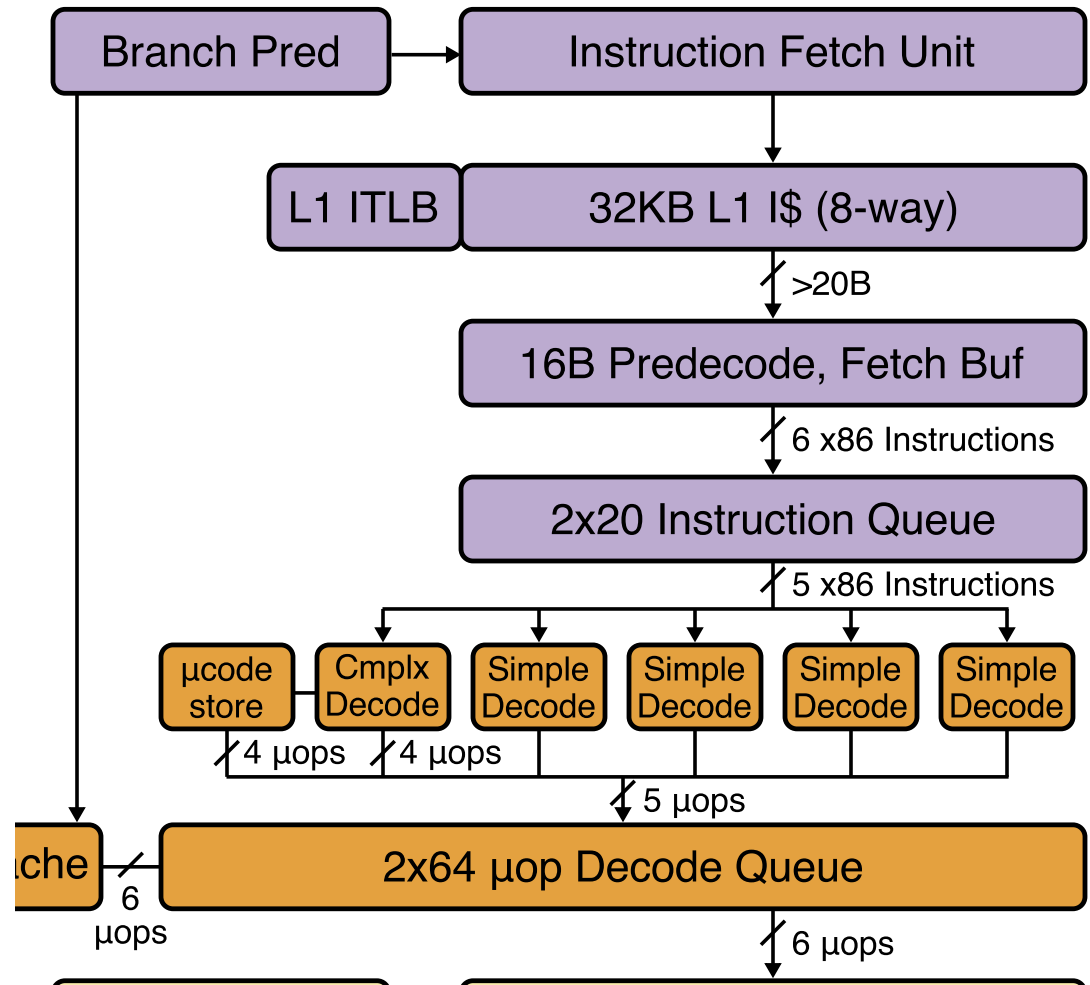 Branch Pred
Instruction Fetch Unit
L1 ITLB
32KB L1 I$ (8-way)
>20B
16B Predecode, Fetch Buf
6 x86 Instructions
2x20 Instruction Queue
5 x86 Instructions
µcode
store
Cmplx
Decode
Simple
Decode
Simple
Decode
Simple
Decode
Simple
Decode
4 µops
4 µops
5 µops
che
2x64 µop Decode Queue
6
µops
6 µops